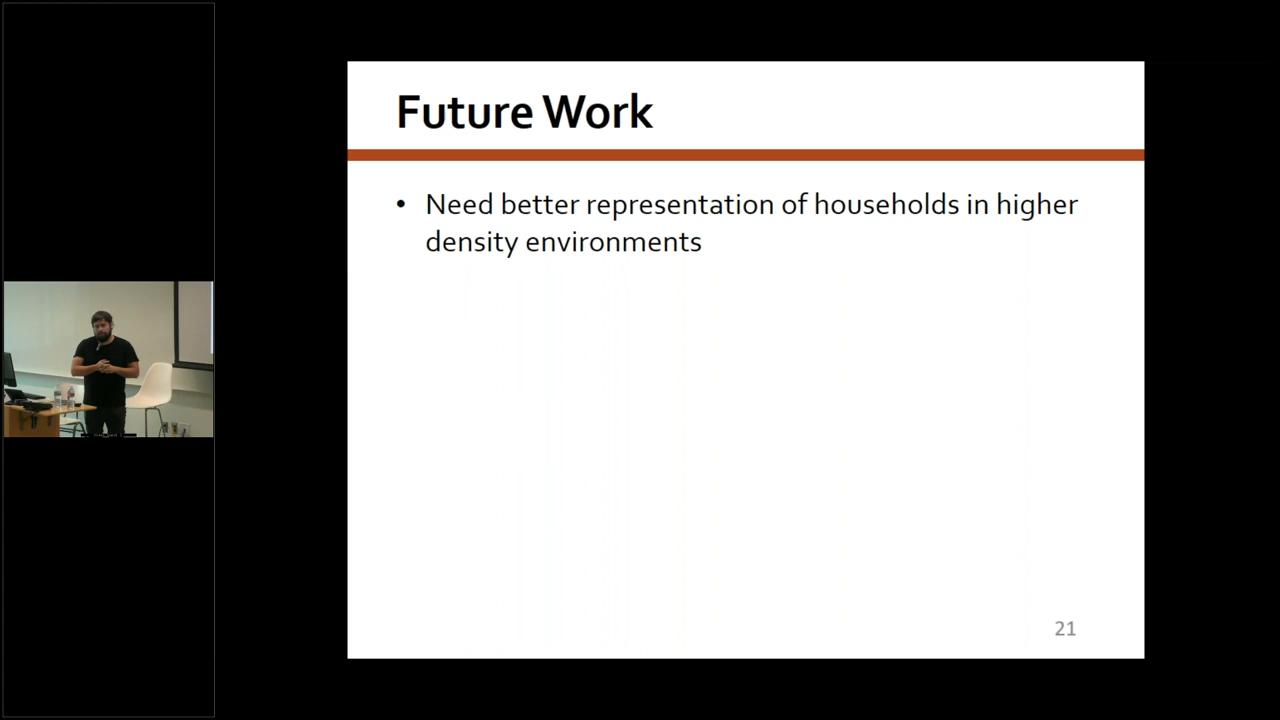 Future Work
• Need better representation of households in higher
density environments
21